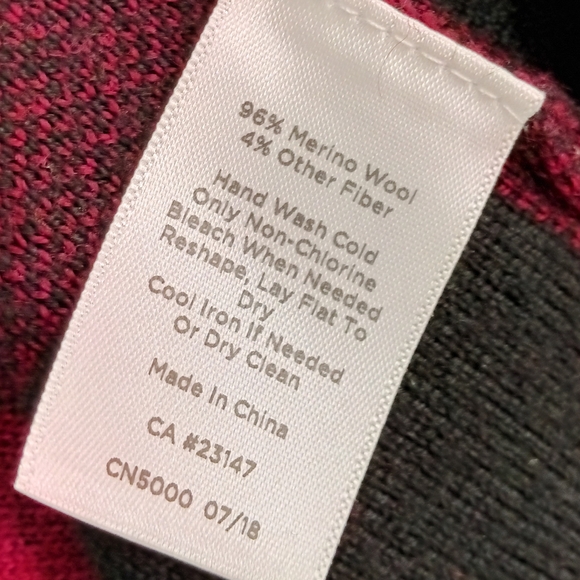 96% Merino Wool
4% Other Fiber
Hand Wash Cold
Only Non-Chlorine
Bleach When Needed
Reshape, Lay Flat To
Dry
Cool Iron If Needed
Or Dry Clean
Made In China
CA #23147
CN5000 07/18